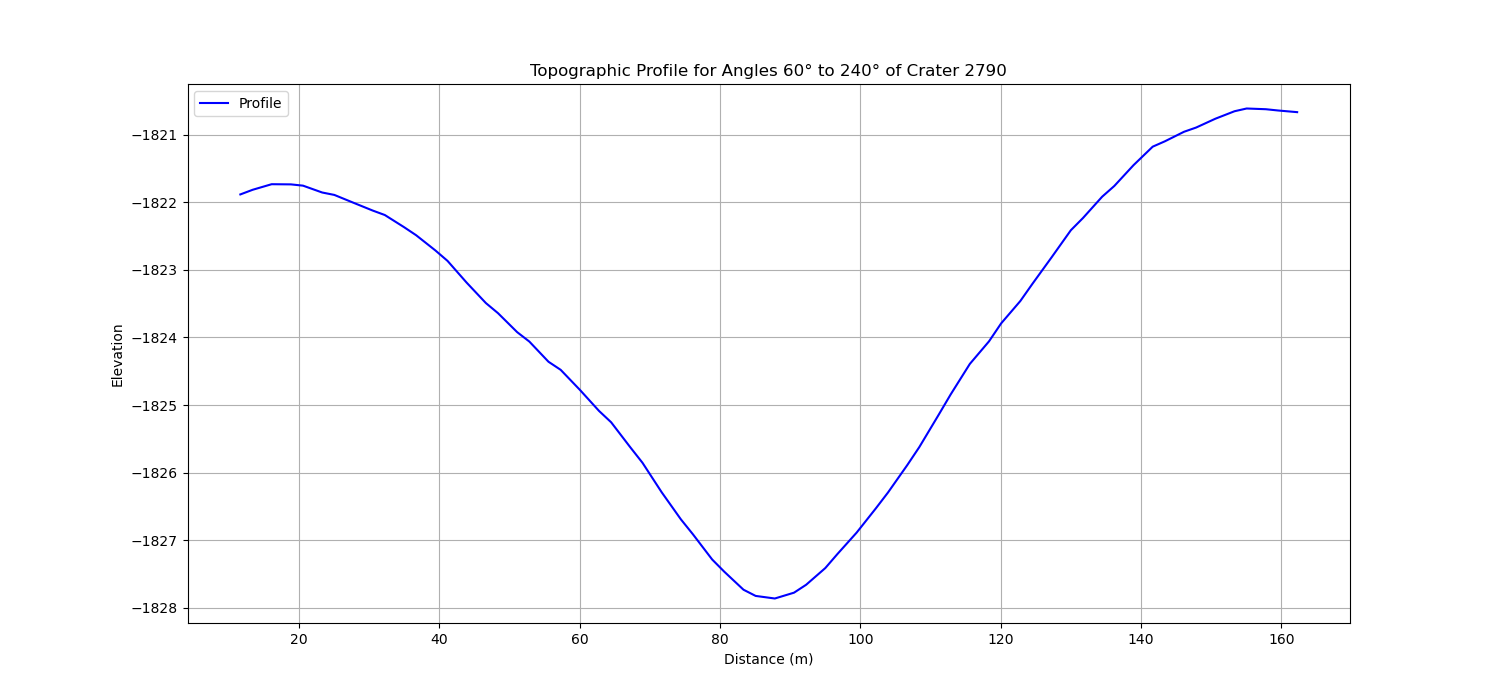 Topographic Profile for Angles 60° to 240° of Crater 2790
Profile
−1821
−1822
−1823
−1824
−1825
−1826
−1827
−1828
Elevation
20 40 60 80 100 120 140 160
Distance (m)